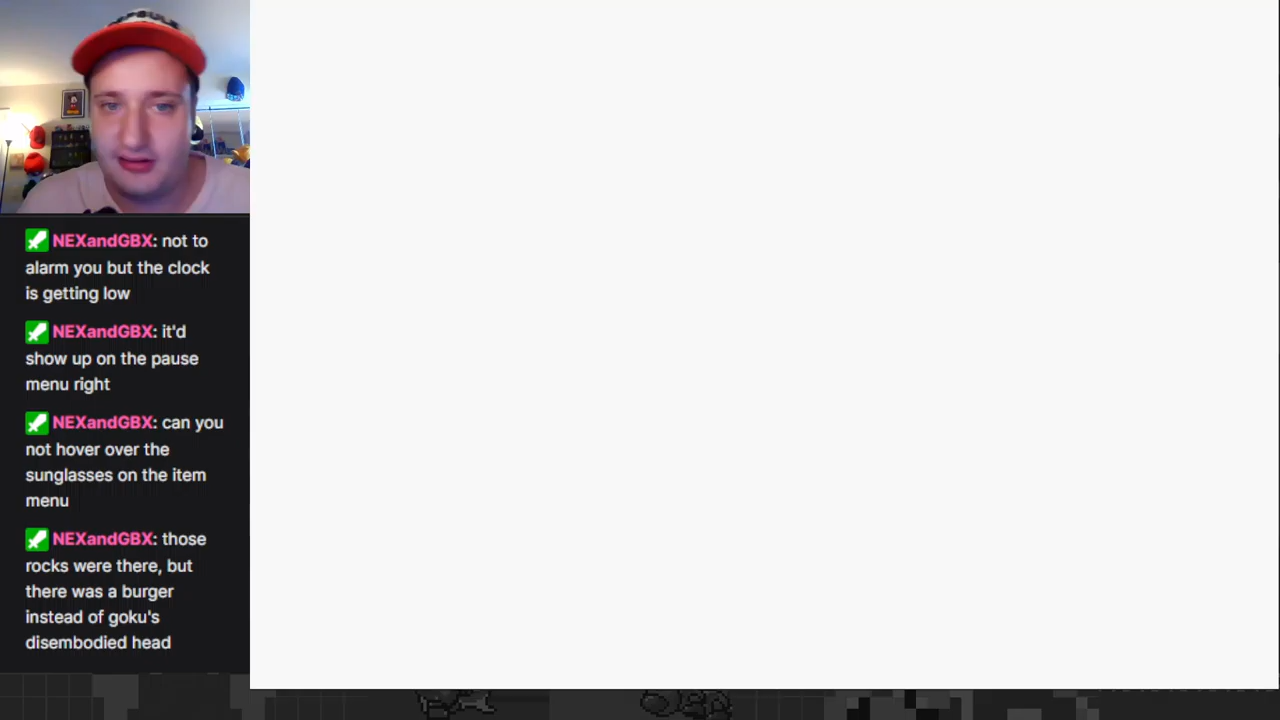 NEXandGBX: not to
alarm you but the clock
is getting low
NEXandGBX: it'd
show up on the pause
menu right
NEXandGBX: can you
not hover over the
sunglasses on the item
menu
NEXandGBX: those
rocks were there, but
there was a burger
instead of goku's
disembodied head